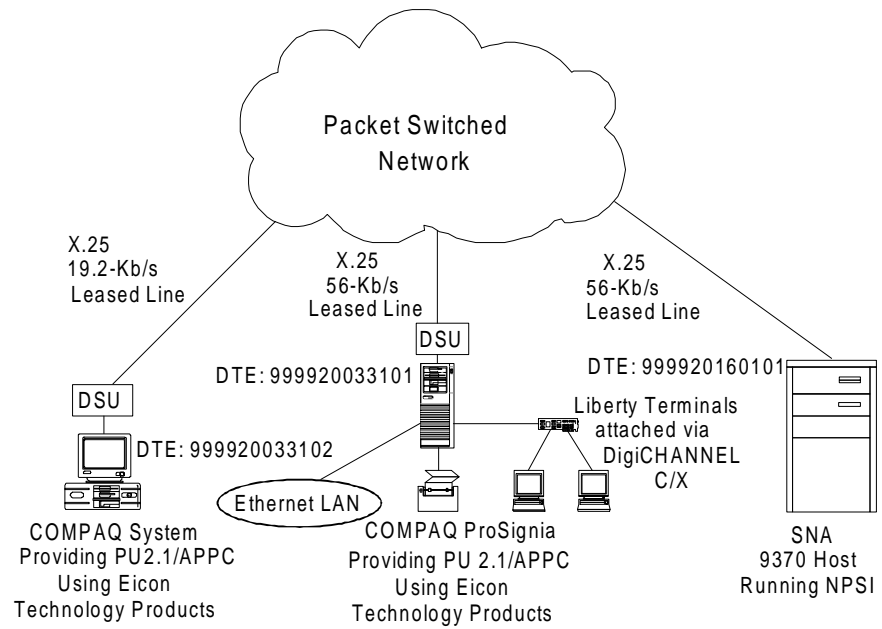 Packet Switched
Network
X.25
19.2-Kb/s
Leased Line
X.25
56-Kb/s
Leased Line
X.25
56-Kb/s
Leased Line
DSU
DSU
DTE: 999920033101
DTE: 999920160101
DTE: 999920033102
Liberty Terminals
attached via
DigiCHANNEL
C/X
Ethernet LAN
COMPAQ System
Providing PU2.1/APPC
Using Eicon
Technology Products
COMPAQ ProSignia
Providing PU 2.1/APPC
Using Eicon
Technology Products
SNA
9370 Host
Running NPSI